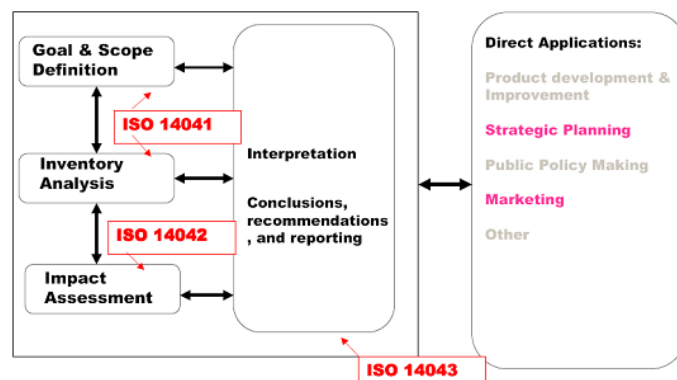 Goal & Scope
Definition
ISO 14041
Inventory
Analysis
ISO 14042
Impact
Assessment
Interpretation
Conclusions,
recommendations
, and reporting
ISO 14043
Direct Applications:
Product development &
Improvement
Strategic Planning
Public Policy Making
Marketing
Other